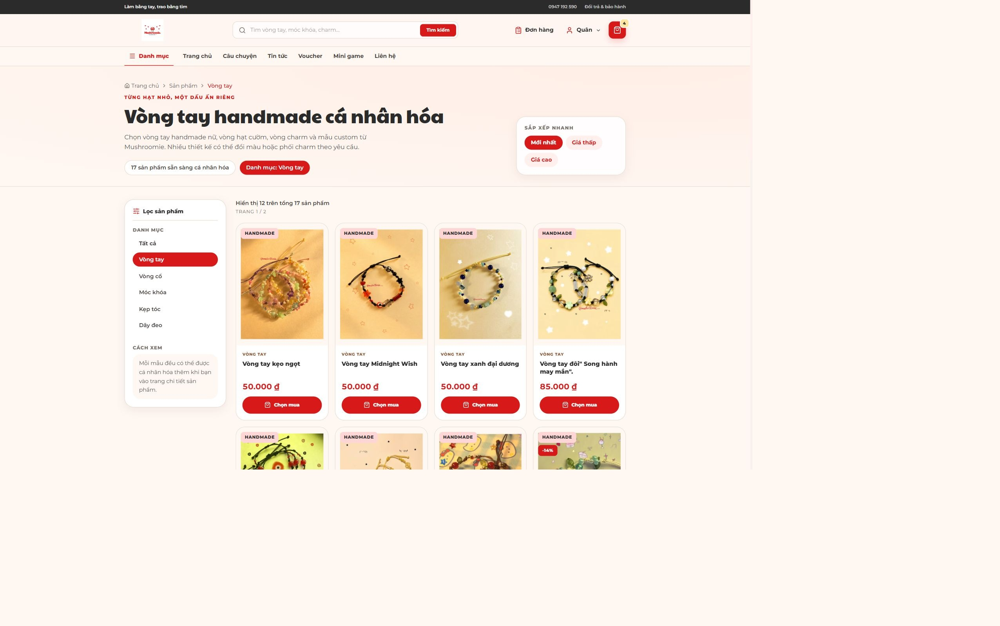 Làm bằng tay, trao bằng tim
0947 192 590
Đổi trả & bảo hành
Mushroomie.
Tìm vòng tay, móc khóa, charm...
Tìm kiếm
Đơn hàng
Quân
4
Danh mục
Trang chủ
Câu chuyện
Tin tức
Voucher
Mini game
Liên hệ
Trang chủ > Sản phẩm > Vòng tay
TỪNG HẠT NHỎ, MỘT DẤU ẤN RIÊNG
Vòng tay handmade cá nhân hóa
Chọn vòng tay handmade nữ, vòng hạt cườm, vòng charm và mẫu custom từ
Mushroomie. Nhiều thiết kế có thể đổi màu hoặc phối charm theo yêu cầu.
17 sản phẩm sẵn sàng cá nhân hóa
Danh mục: Vòng tay
SẮP XẾP NHANH
Mới nhất
Giá thấp
Giá cao
Lọc sản phẩm
DANH MỤC
Tất cả
Vòng tay
Vòng cổ
Móc khóa
Kẹp tóc
Dây đeo
CÁCH XEM
Mỗi mẫu đều có thể được
cá nhân hóa thêm khi bạn
vào trang chi tiết sản
phẩm.
Hiển thị 12 trên tổng 17 sản phẩm
TRANG 1 / 2
HANDMADE
VÒNG TAY
Vòng tay kẹo ngọt
50.000 ₫
Chọn mua
HANDMADE
VÒNG TAY
Vòng tay Midnight Wish
50.000 ₫
Chọn mua
HANDMADE
VÒNG TAY
Vòng tay xanh đại dương
50.000 ₫
Chọn mua
HANDMADE
VÒNG TAY
Vòng tay đôi" Song hành
may mắn".
85.000 ₫
Chọn mua
HANDMADE
HANDMADE
HANDMADE
HANDMADE
-14%